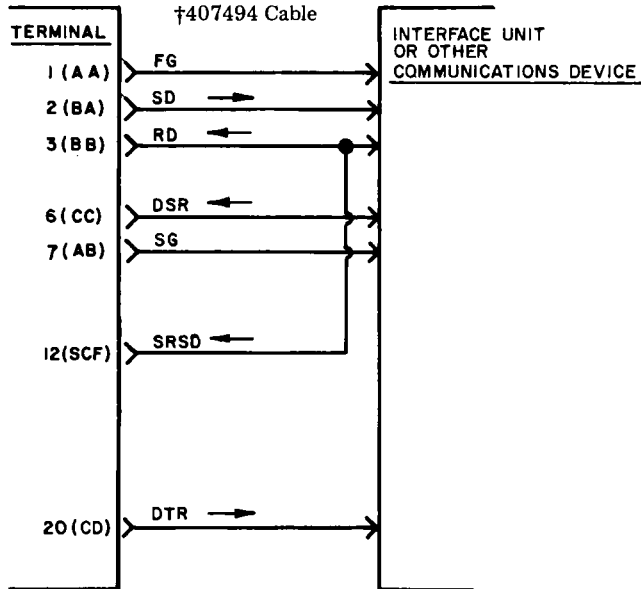 †407494 Cable
TERMINAL
INTERFACE UNIT
OR OTHER
COMMUNICATIONS DEVICE
1 (AA) FG
2 (BA) SD
3 (BB) RD
6 (CC) DSR
7 (AB) SG
12(SCF) SRSD
20(CD) DTR